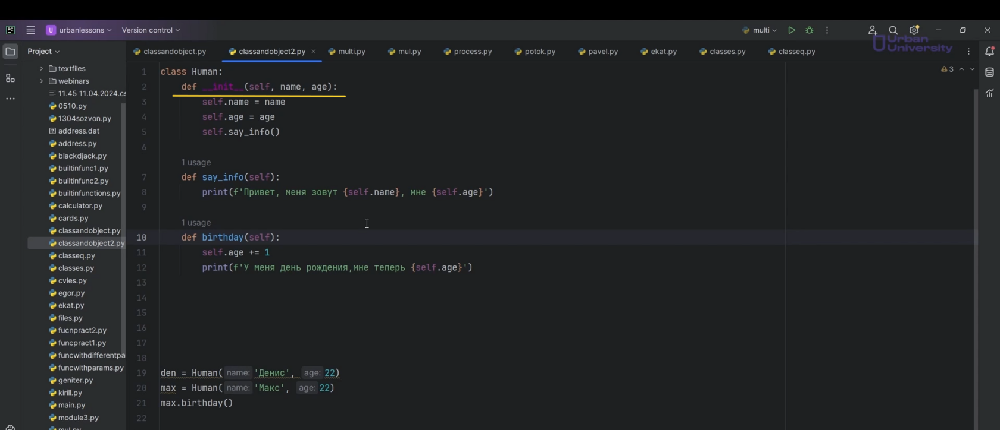 PC U urbanlessons Version control multi
Urban University
Project classandobject.py classandobject2.py multi.py mul.py process.py potok.py pavel.py ekat.py classes.py classeq.py
textfiles
webinars
11.45 11.04.2024.cs
0510.py
1304sozvon.py
address.dat
address.py
blackdjack.py
builtinfunc1.py
builtinfunc2.py
builtinfunctions.py
calculator.py
cards.py
classandobject.py
classandobject2.py
classeq.py
classes.py
cvles.py
egor.py
ekat.py
files.py
fucnpract2.py
funcpract1.py
funcwithdifferentpa
funcwithparams.py
geniter.py
kirill.py
main.py
module3.py
mul.py
3
1 class Human:
2 def __init__(self, name, age):
3 self.name = name
4 self.age = age
5 self.say_info()
6
1 usage
7 def say_info(self):
8 print(f'Привет, меня зовут {self.name}, мне {self.age}')
9
1 usage
10 def birthday(self):
11 self.age += 1
12 print(f'У меня день рождения,мне теперь {self.age}')
13
14
15
16
17
18
19 den = Human( name: 'Денис', age: 22)
20 max = Human( name: 'Макс', age: 22)
21 max.birthday()
22